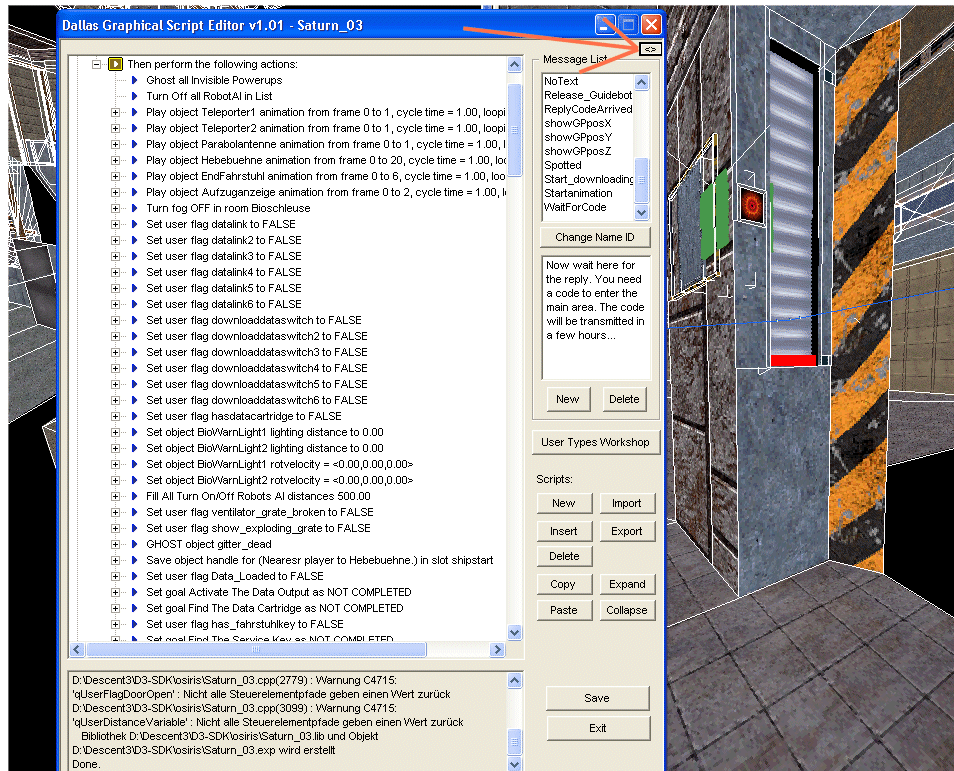 Dallas Graphical Script Editor v1.01 - Saturn_03
<>
Then perform the following actions:
Ghost all Invisible Powerups
Turn Off all RobotAI in List
Play object Teleporter1 animation from frame 0 to 1, cycle time = 1.00, loopi
Play object Teleporter2 animation from frame 0 to 1, cycle time = 1.00, loopi
Play object Parabolantenne animation from frame 0 to 1, cycle time = 1.00, l
Play object Hebebuehne animation from frame 0 to 20, cycle time = 1.00, loo
Play object EndFahrstuhl animation from frame 0 to 6, cycle time = 1.00, loo
Play object Aufzuganzeige animation from frame 0 to 2, cycle time = 1.00, l
Turn fog OFF in room Bioschleuse
Set user flag datalink to FALSE
Set user flag datalink2 to FALSE
Set user flag datalink3 to FALSE
Set user flag datalink4 to FALSE
Set user flag datalink5 to FALSE
Set user flag datalink6 to FALSE
Set user flag downloaddataswitch to FALSE
Set user flag downloaddataswitch2 to FALSE
Set user flag downloaddataswitch3 to FALSE
Set user flag downloaddataswitch4 to FALSE
Set user flag downloaddataswitch5 to FALSE
Set user flag downloaddataswitch6 to FALSE
Set user flag hasdatacartridge to FALSE
Set object BioWarnLight1 lighting distance to 0.00
Set object BioWarnLight2 lighting distance to 0.00
Set object BioWarnLight1 rotvelocity = <0.00,0.00,0.00>
Set object BioWarnLight2 rotvelocity = <0.00,0.00,0.00>
Fill All Turn On/Off Robots AI distances 500.00
Set user flag ventilator_grate_broken to FALSE
Set user flag show_exploding_grate to FALSE
GHOST object gitter_dead
Save object handle for (Nearesr player to Hebebuehne.) in slot shipstart
Set user flag Data_Loaded to FALSE
Set goal Activate The Data Output as NOT COMPLETED
Set goal Find The Data Cartridge as NOT COMPLETED
Set user flag has_fahrstuhlkey to FALSE
Set goal Find The Service Key as NOT COMPLETED
Message List
NoText
Release_Guidebot
ReplyCodeArrived
showGPposX
showGPposY
showGPposZ
Spotted
Start_downloading
Startanimation
WaitForCode
Change Name ID
Now wait here for
the reply. You need
a code to enter the
main area. The code
will be transmitted in
a few hours...
New Delete
User Types Workshop
Scripts:
New Import
Insert Export
Delete
Copy Expand
Paste Collapse
Save
Exit
D:\Descent3\D3-SDK\osiris\Saturn_03.cpp(2779) : Warnung C4715:
'qUserFlagDoorOpen' : Nicht alle Steuerelementpfade geben einen Wert zurück
D:\Descent3\D3-SDK\osiris\Saturn_03.cpp(3099) : Warnung C4715:
'qUserDistanceVariable' : Nicht alle Steuerelementpfade geben einen Wert zurück
Bibliothek D:\Descent3\D3-SDK\osiris\Saturn_03.lib und Objekt
D:\Descent3\D3-SDK\osiris\Saturn_03.exp wird erstellt
Done.